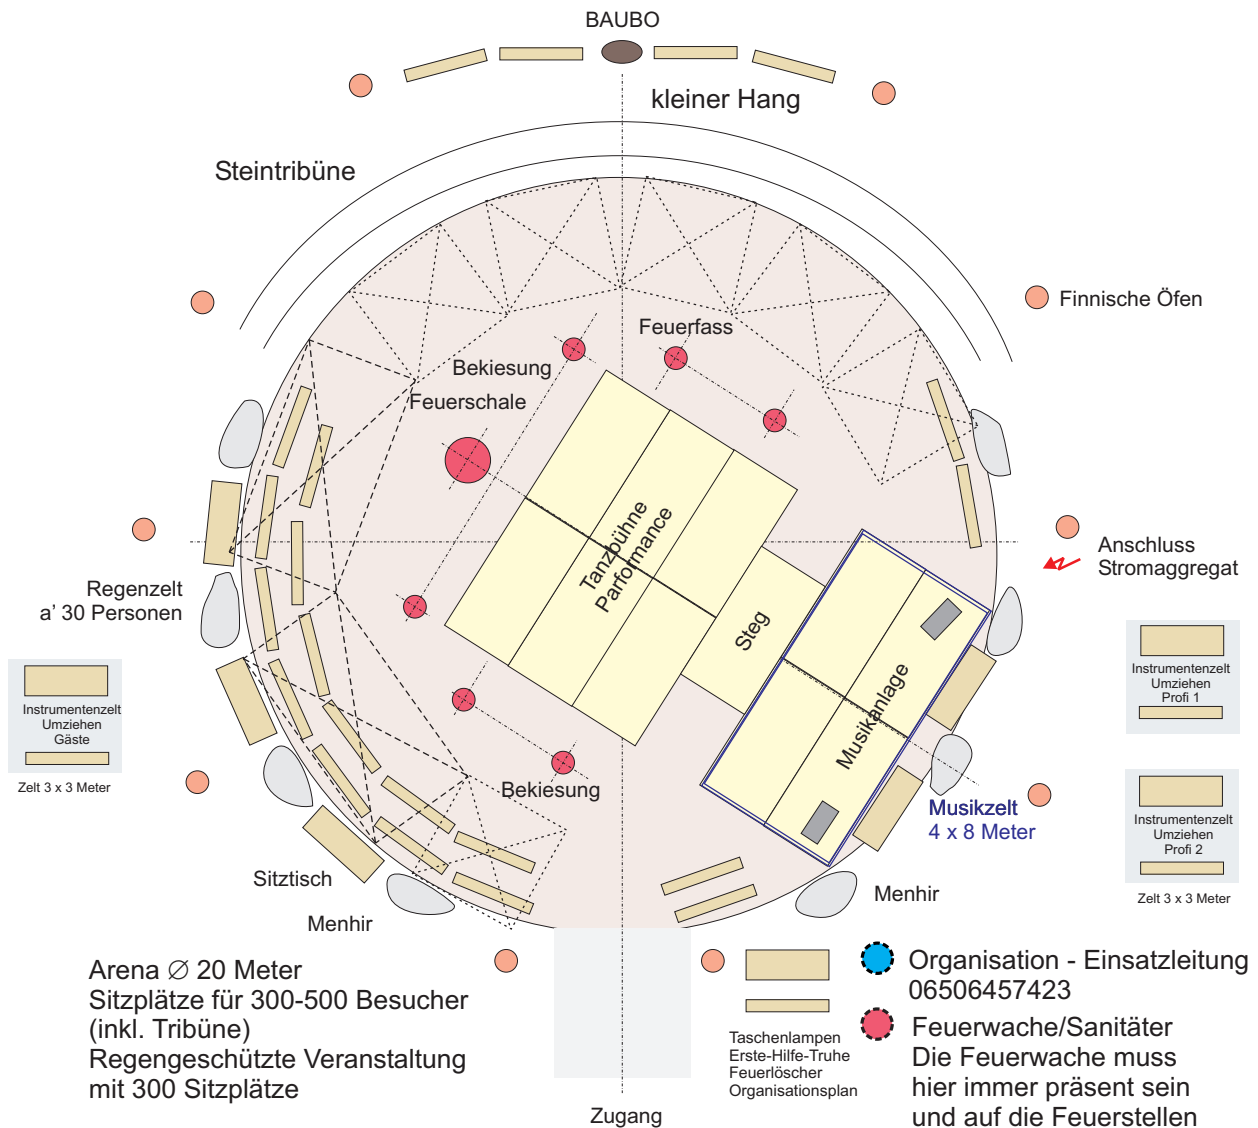 BAUBO
kleiner Hang
Steintribüne
Finnische Öfen
Feuerfass
Bekiesung
Feuerschale
Tanzbühne
Parformance
Steg
Musikanlage
Anschluss
Stromaggregat
Regenzelt
a' 30 Personen
Instrumentenzelt
Umziehen
Gäste
Zelt 3 x 3 Meter
Instrumentenzelt
Umziehen
Profi 1
Instrumentenzelt
Umziehen
Profi 2
Zelt 3 x 3 Meter
Bekiesung
Musikzelt
4 x 8 Meter
Sitztisch
Menhir
Menhir
Arena ∅ 20 Meter
Sitzplätze für 300-500 Besucher
(inkl. Tribüne)
Regengeschützte Veranstaltung
mit 300 Sitzplätze
Taschenlampen
Erste-Hilfe-Truhe
Feuerlöscher
Organisationsplan
Organisation - Einsatzleitung
06506457423
Feuerwache/Sanitäter
Die Feuerwache muss
hier immer präsent sein
und auf die Feuerstellen
Zugang